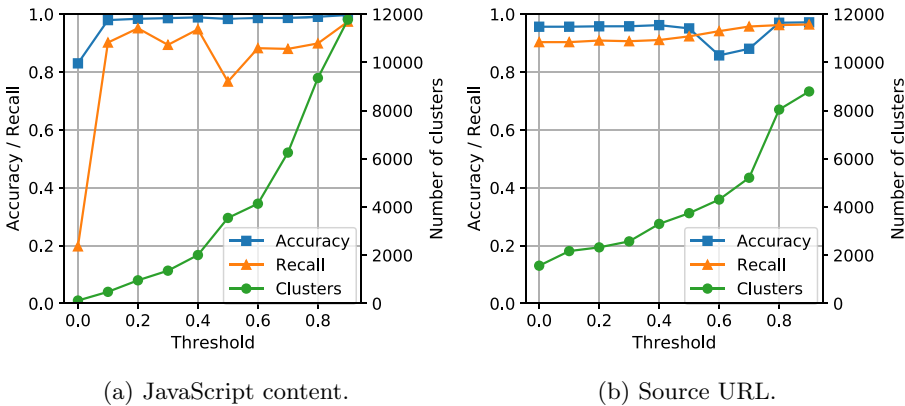 1.0
0.8
0.6
0.4
0.2
0.0
Accuracy / Recall
0.0 0.2 0.4 0.6 0.8
Threshold
12000
10000
8000
6000
4000
2000
0
Number of clusters
Accuracy
Recall
Clusters
(a) JavaScript content.
1.0
0.8
0.6
0.4
0.2
0.0
Accuracy / Recall
0.0 0.2 0.4 0.6 0.8
Threshold
12000
10000
8000
6000
4000
2000
0
Number of clusters
Accuracy
Recall
Clusters
(b) Source URL.